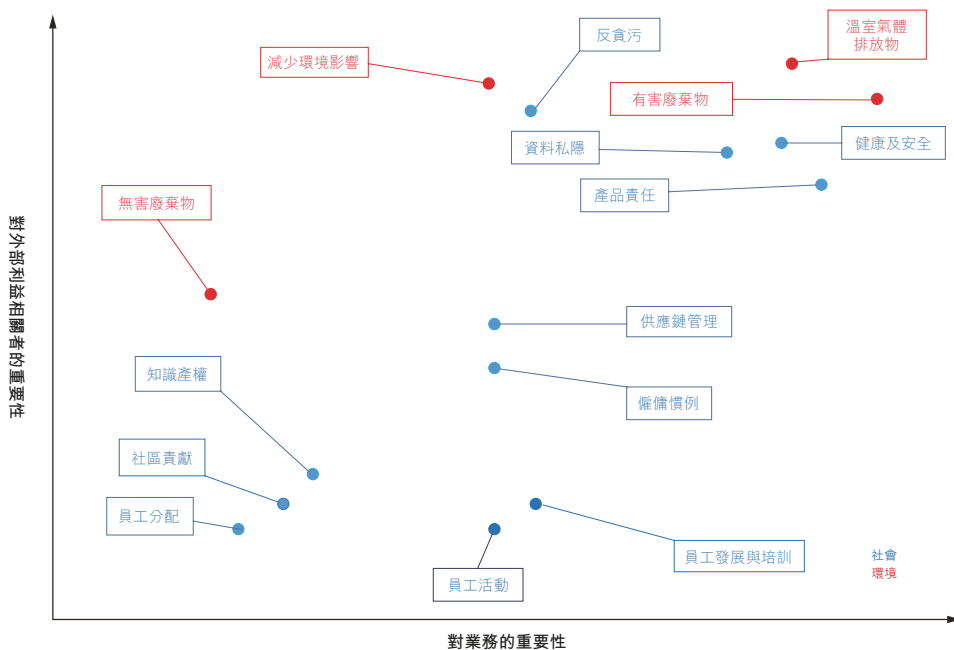 溫室氣體
排放物
反貪污
減少環境影響
有害廢棄物
資料私隱
健康及安全
產品責任
無害廢棄物
對外部利益相關者的重要性
供應鏈管理
知識產權
僱傭慣例
社區責獻
員工分配
員工發展與培訓
社會
環境
員工活動
對業務的重要性